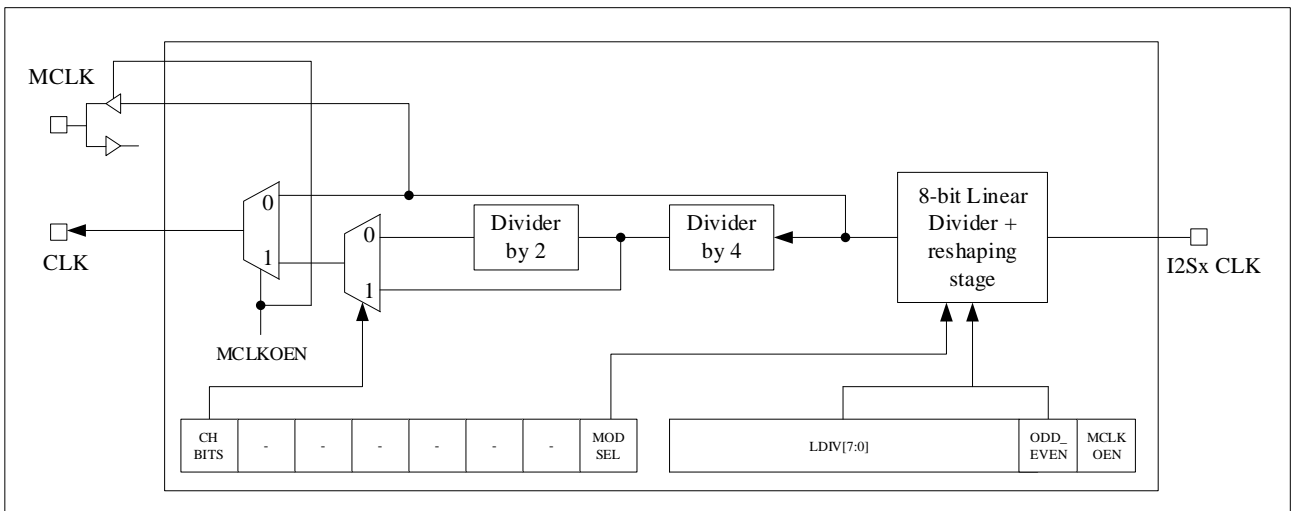 MCLK
0
1
CLK
0
1
Divider
by 2
Divider
by 4
8-bit Linear
Divider +
reshaping
stage
I2Sx CLK
MCLKOEN
CH
BITS
-
-
-
-
-
-
MOD
SEL
LDIV[7:0]
ODD_
EVEN
MCLK
OEN